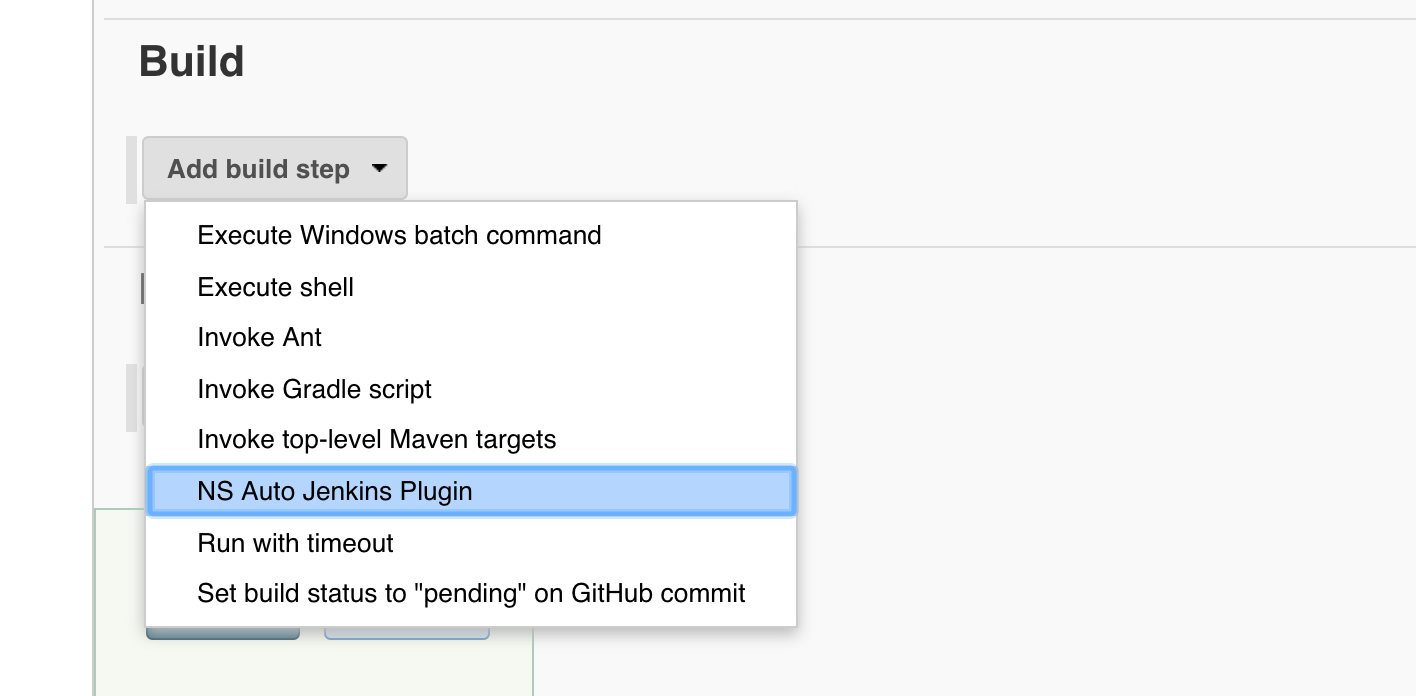 Build
Add build step
Execute Windows batch command
Execute shell
Invoke Ant
Invoke Gradle script
Invoke top-level Maven targets
NS Auto Jenkins Plugin
Run with timeout
Set build status to "pending" on GitHub commit